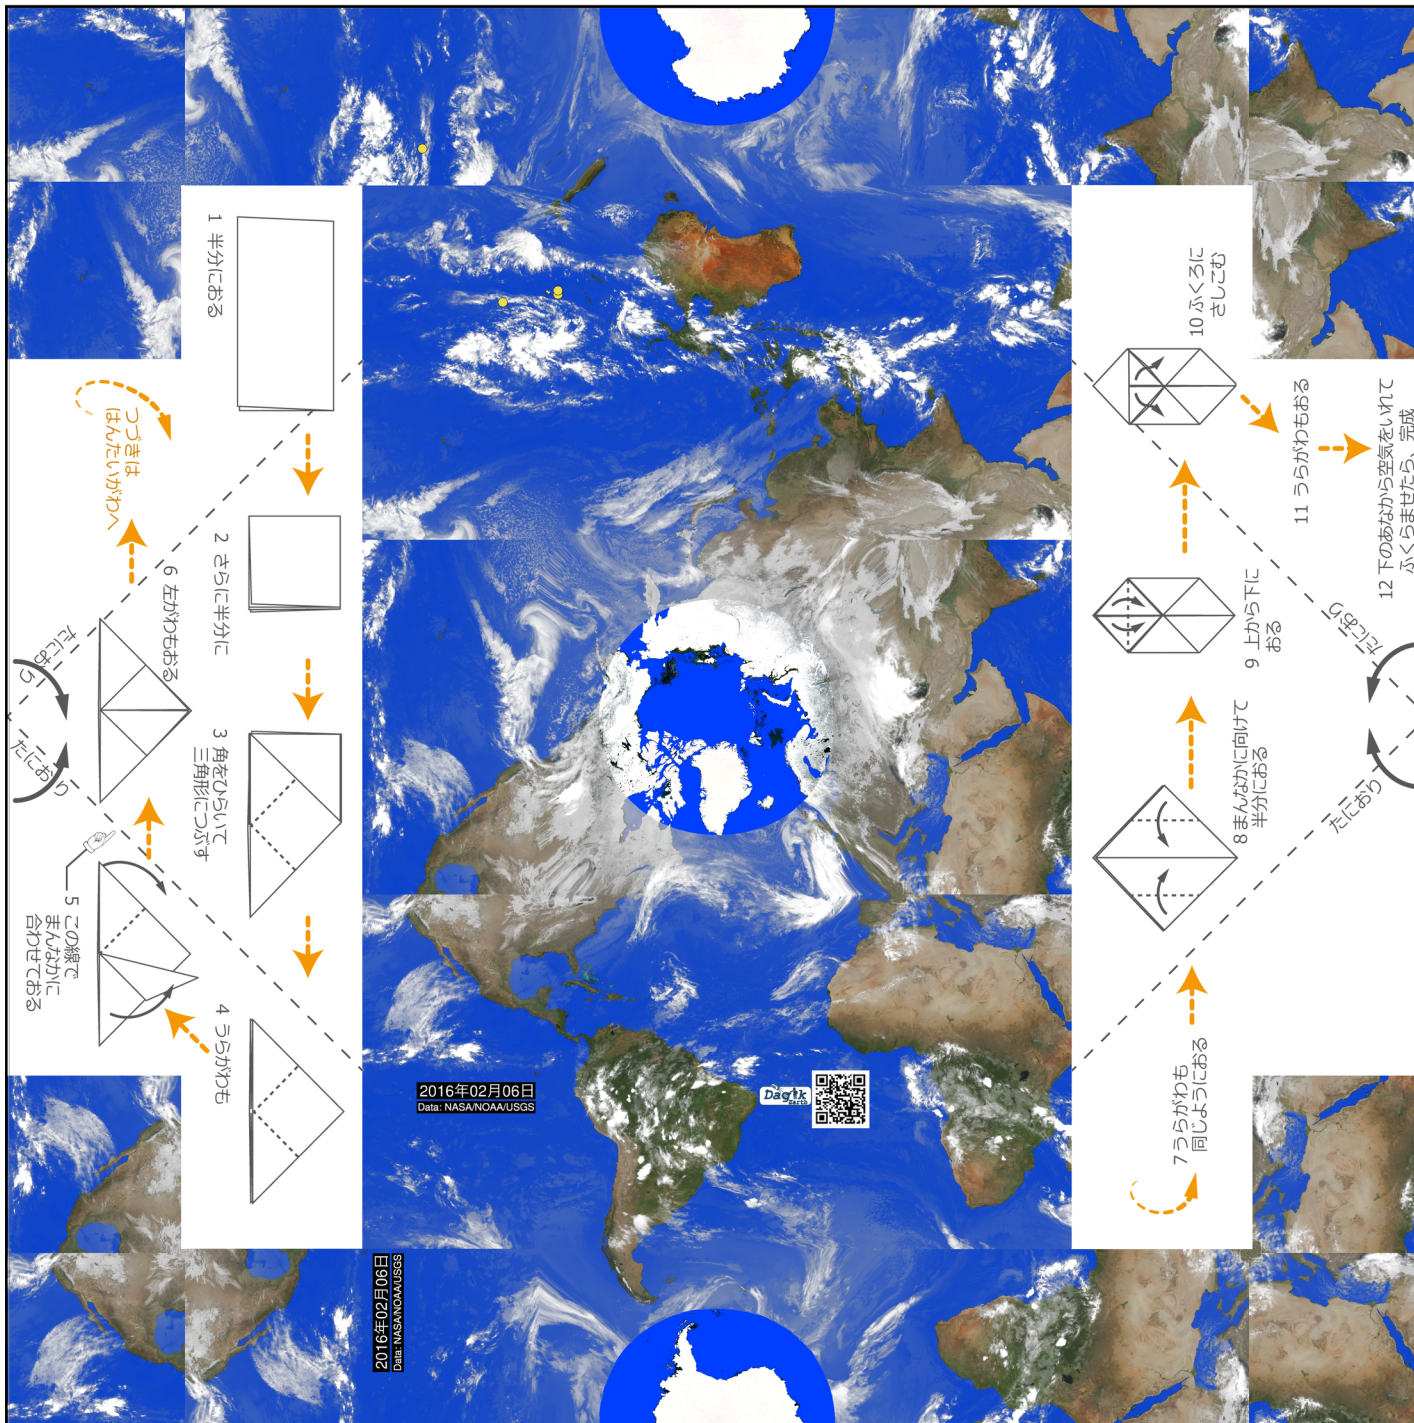 1 半分におる
2 さらに半分に
3 角をひらいて
三角形につぶす
4 うらがわも
5 この線で
まんなかに
合わせておる
6 左がわもおる
つづきは
はんたいがわへ
たにおり
たにおり
7 うらがわも
同じようにおる
8 まんなかに向けて
半分におる
9 上から下に
おる
10 ふくろに
さしこむ
11 うらがわもおる
12 下のあなから空気をいれて
ふくらませたら、完成
たにおり
たにおり
2016年02月06日
Data: NASA/NOAA/USGS
Dagik
Earth
2016年02月06日
Data: NASA/NOAA/USGS